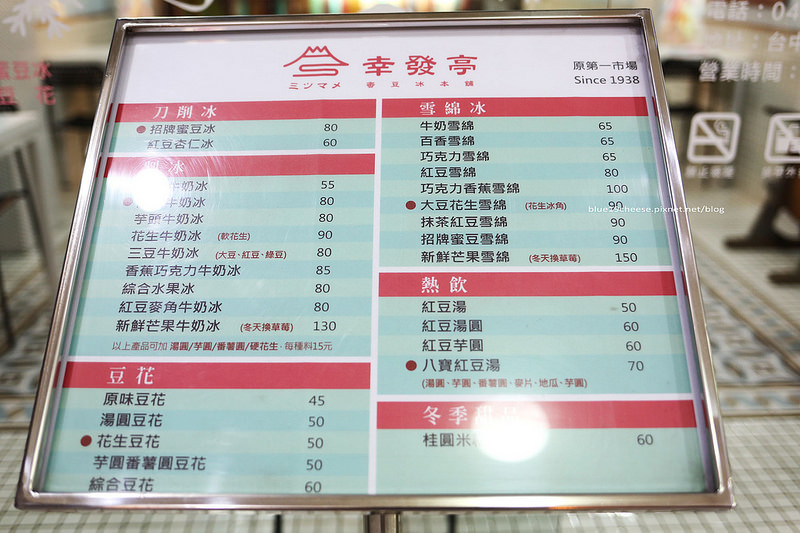 幸發亭
ミツマメ 蜜豆冰本舖
原第一市場
Since 1938
刀削冰
招牌蜜豆冰 80
紅豆杏仁冰 60
冰
牛奶冰 55
牛奶冰 80
芋頭牛奶冰 80
花生牛奶冰 (軟花生) 90
三豆牛奶冰 (大豆、紅豆、綠豆) 80
香蕉巧克力牛奶冰 85
綜合水果冰 80
紅豆麥角牛奶冰 80
新鮮芒果牛奶冰 (冬天換草莓) 130
以上產品可加 湯圓/芋圓/番薯圓/硬花生,每種料15元
豆花
原味豆花 45
湯圓豆花 50
花生豆花 50
芋圓番薯圓豆花 50
綜合豆花 60
雪綿冰
牛奶雪綿 65
百香雪綿 65
巧克力雪綿 65
紅豆雪綿 80
巧克力香蕉雪綿 100
大豆花生雪綿 (花生冰角) 90
抹茶紅豆雪綿 90
招牌蜜豆雪綿 90
新鮮芒果雪綿 (冬天換草莓) 150
熱飲
紅豆湯 50
紅豆湯圓 60
紅豆芋圓 60
八寶紅豆湯 70
(湯圓、芋圓、番薯圓、麥片、地瓜、芋圓)
冬季
桂圓米 60
blue19cheese.pixnet.net/blog
電話:04
地址:台中
營業時間:
蜜豆冰
豆花